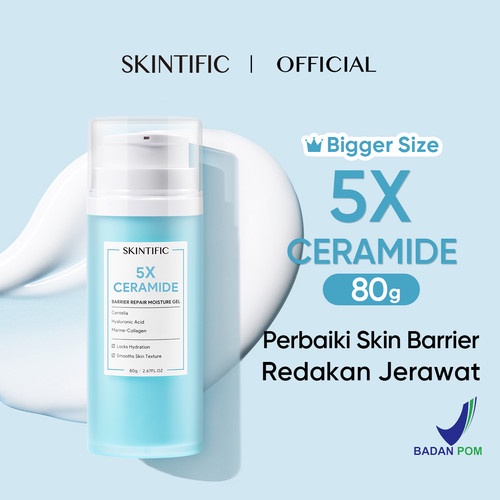 SKINTIFIC | OFFICIAL
Bigger Size
5X
CERAMIDE
80g
Perbaiki Skin Barrier
Redakan Jerawat
BADAN POM
SKINTIFIC
5X
CERAMIDE
BARRIER REPAIR MOISTURE GEL
Centella
Hyaluronic Acid
Marine-Collagen
Locks Hydration
Smooths Skin Texture
80g / 2.67FL.OZ